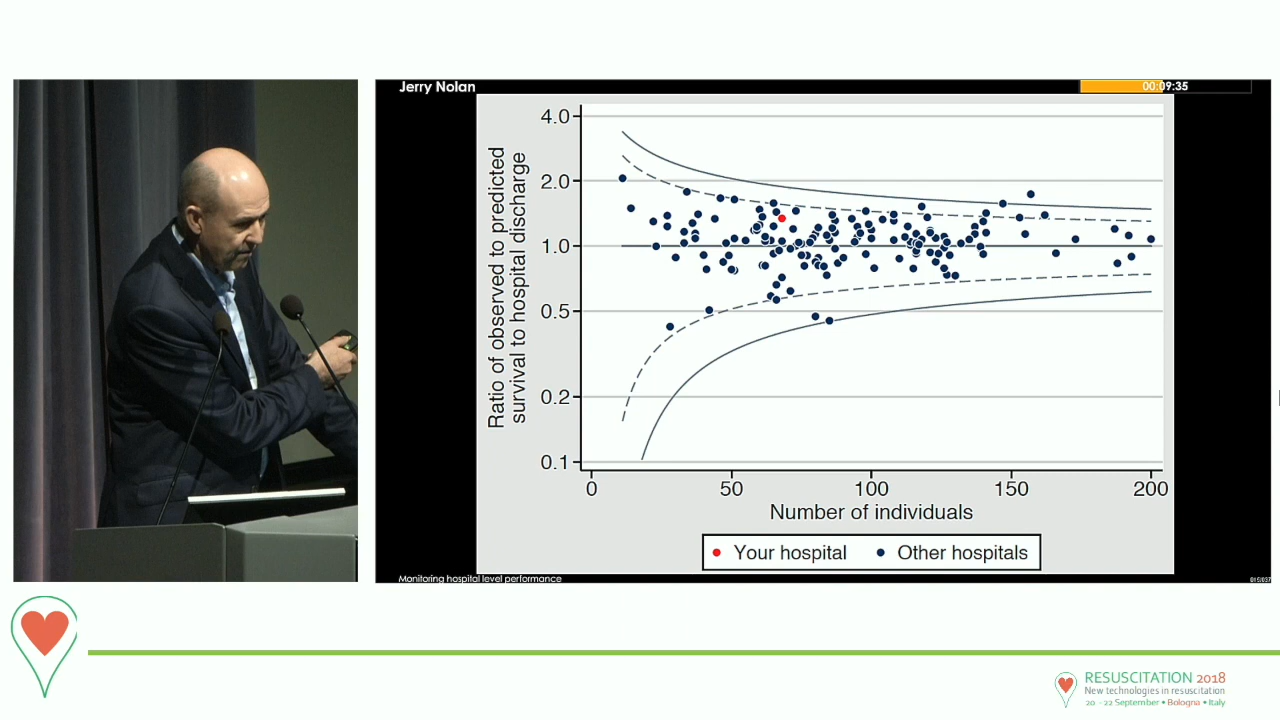 Jerry Nolan
00:09:35
Ratio of observed to predicted
survival to hospital discharge
4.0
2.0
1.0
0.5
0.2
0.1
0
50
100
150
200
Number of individuals
Your hospital
Other hospitals
Monitoring hospital level performance
RESUSCITATION 2018
New technologies in resuscitation
20 - 22 September • Bologna • Italy